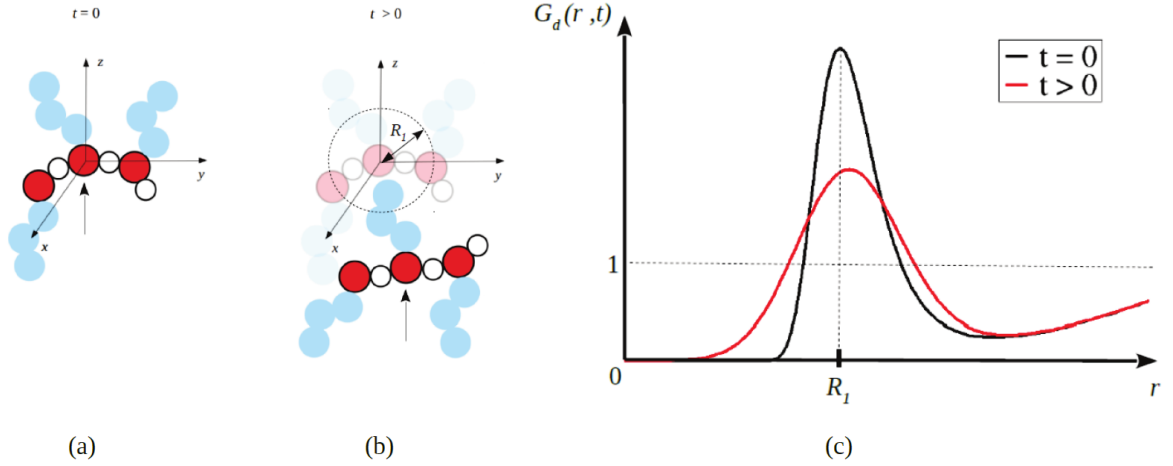 t = 0
z
y
x
(a)
t > 0
z
R1
y
x
(b)
Gd(r ,t)
t = 0
t > 0
1
0
R1
r
(c)